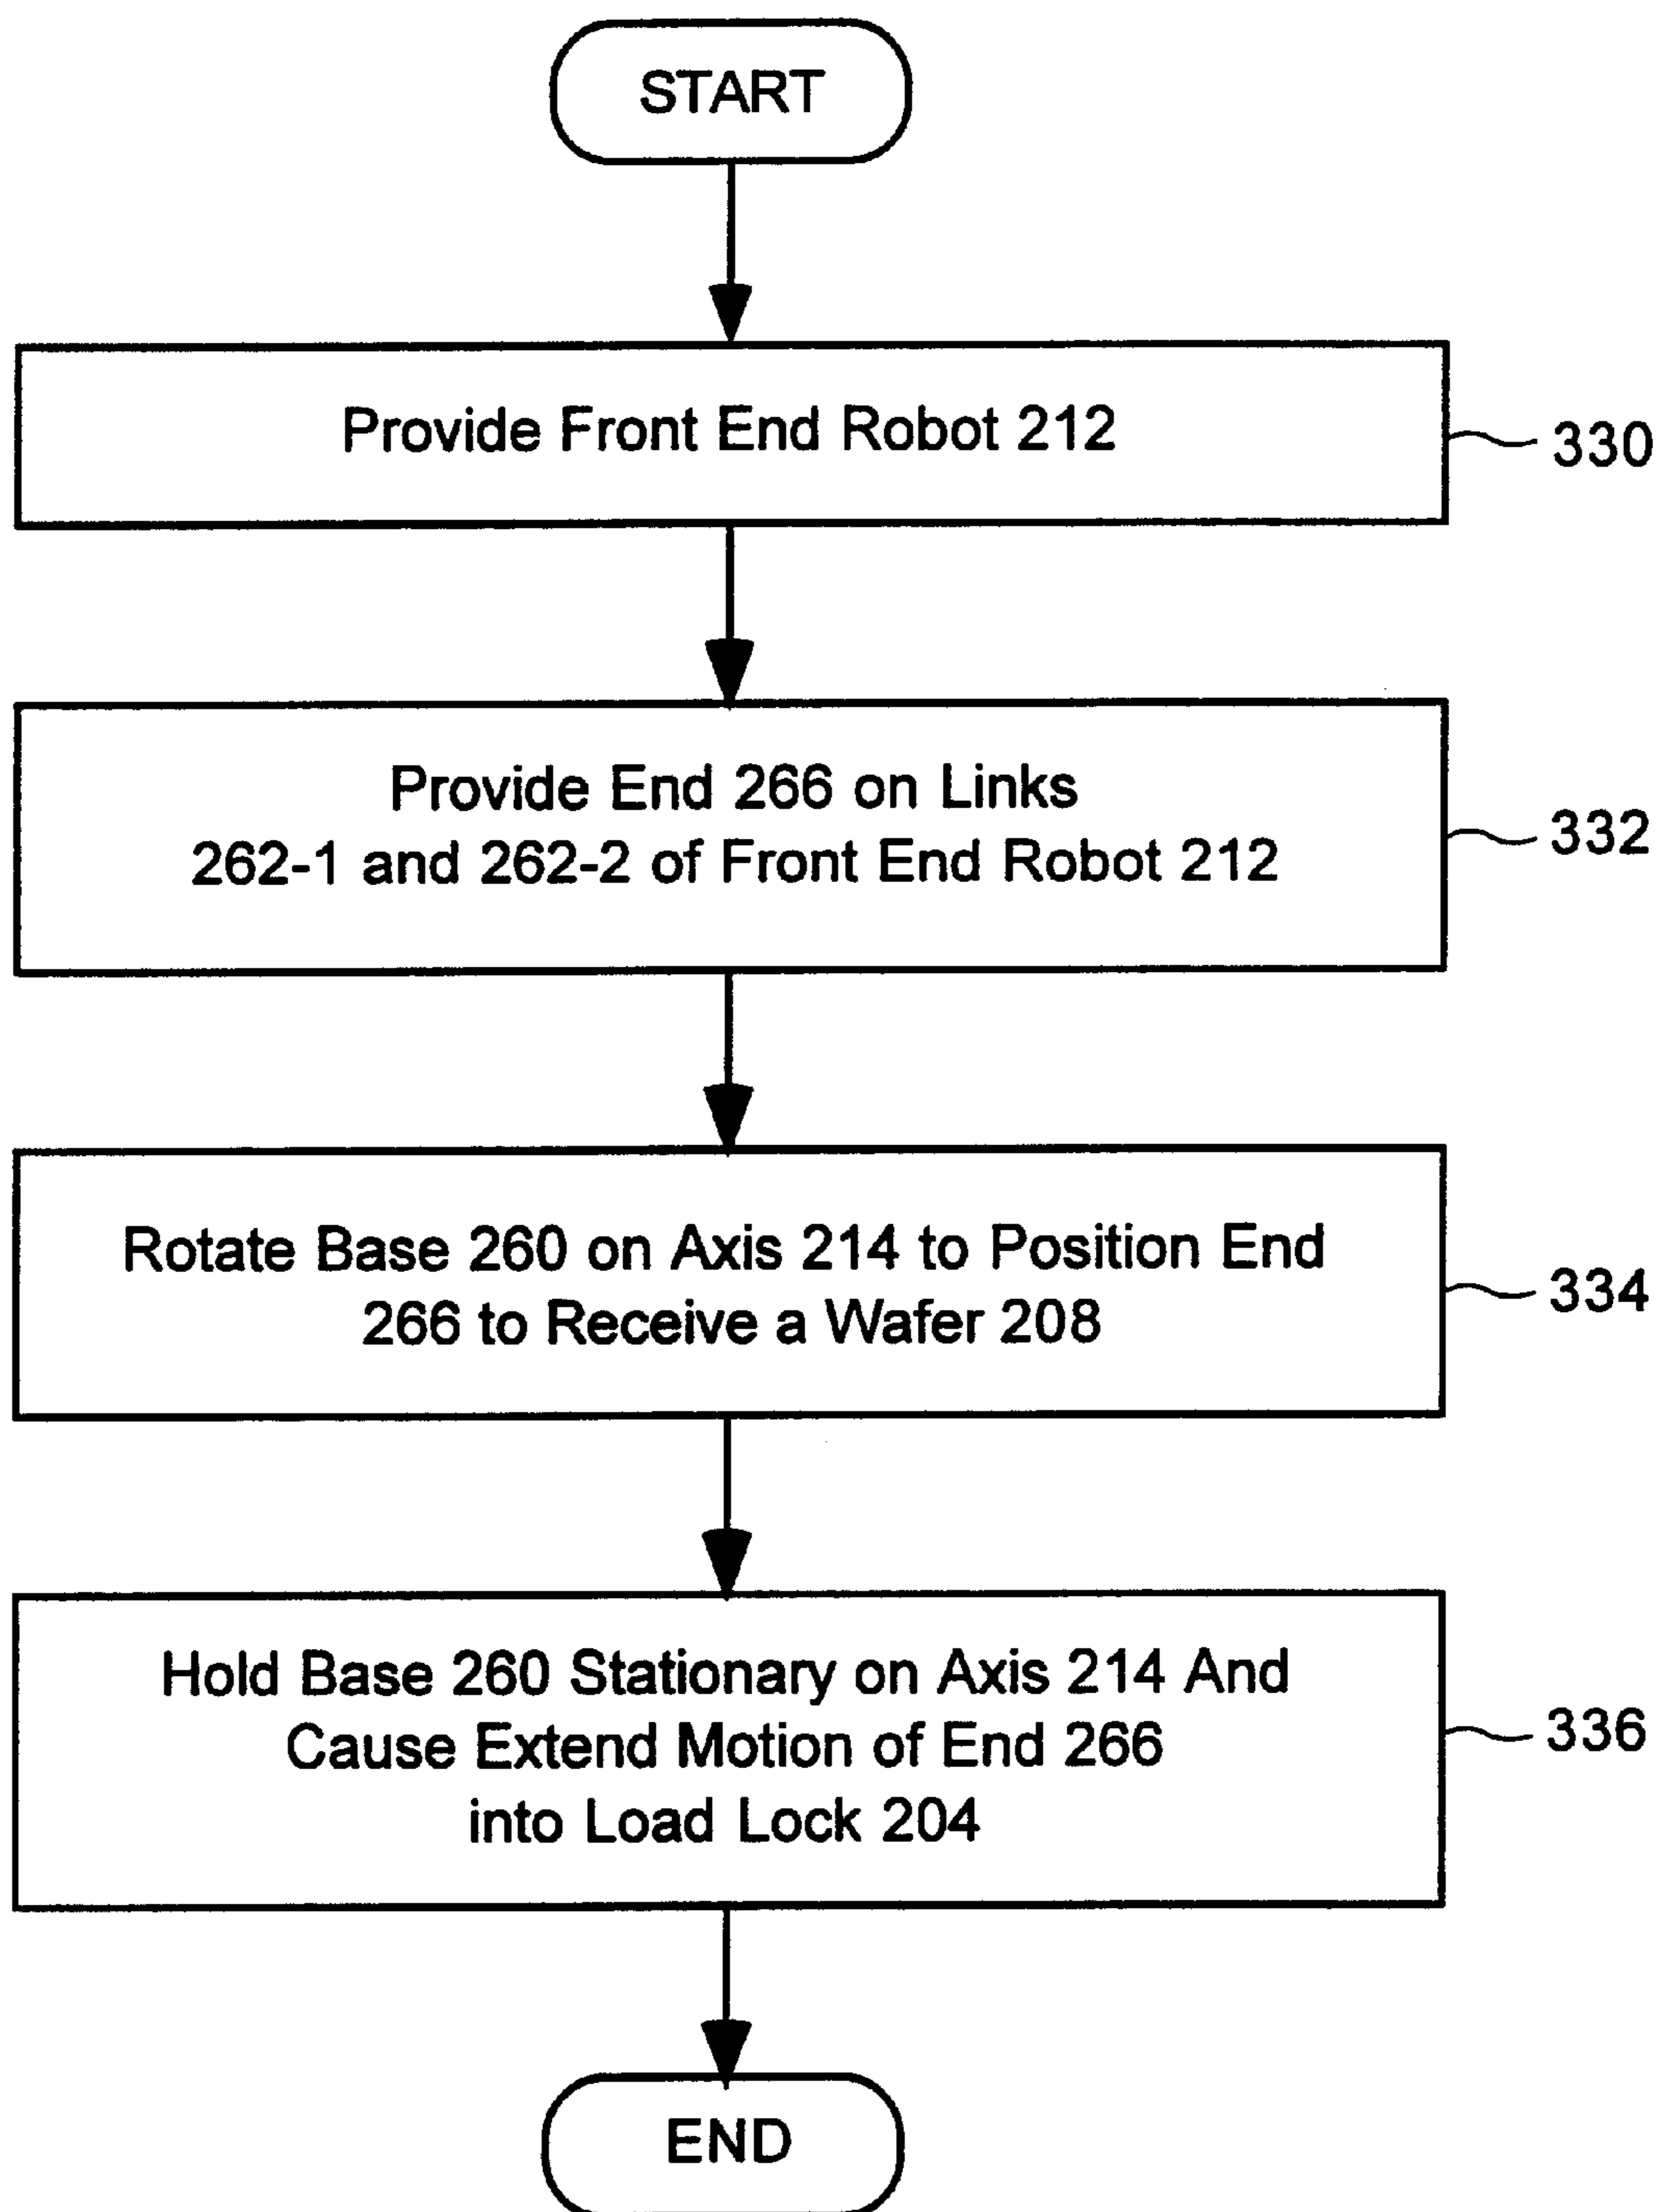 START
Provide Front End Robot 212
330
Provide End 266 on Links
262-1 and 262-2 of Front End Robot 212
332
Rotate Base 260 on Axis 214 to Position End
266 to Receive a Wafer 208
334
Hold Base 260 Stationary on Axis 214 And
Cause Extend Motion of End 266
into Load Lock 204
336
END